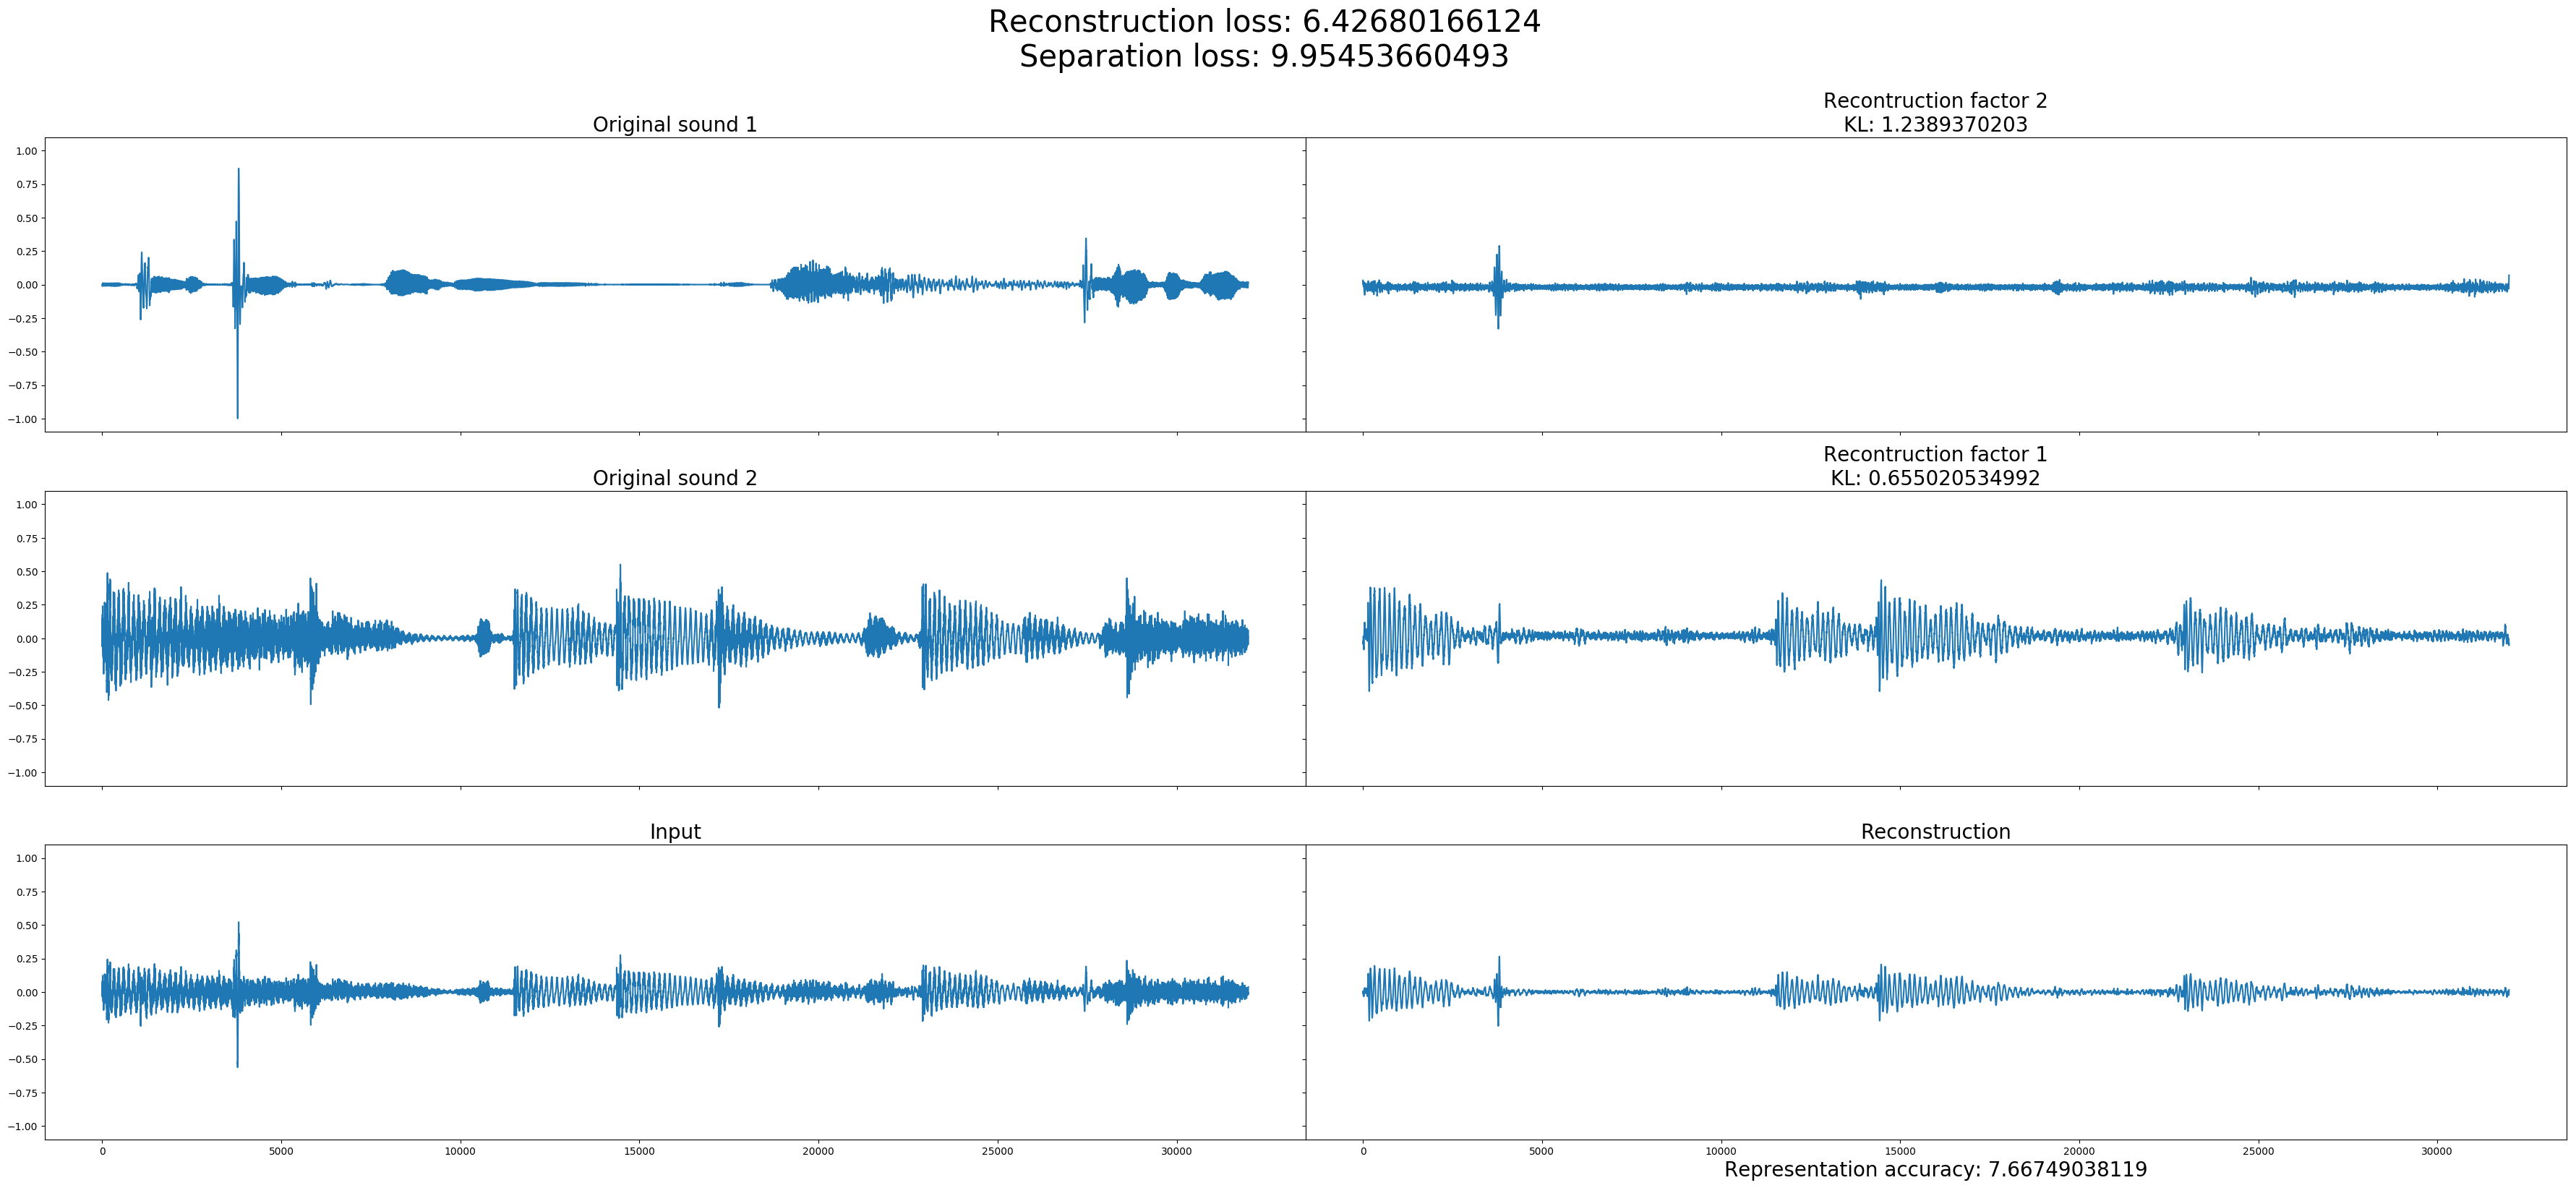 Reconstruction loss: 6.42680166124
Separation loss: 9.95453660493
Original sound 1
Recontruction factor 2
KL: 1.2389370203
1.00
0.75
0.50
0.25
0.00
−0.25
−0.50
−0.75
−1.00
Original sound 2
Recontruction factor 1
KL: 0.655020534992
1.00
0.75
0.50
0.25
0.00
−0.25
−0.50
−0.75
−1.00
Input
Reconstruction
1.00
0.75
0.50
0.25
0.00
−0.25
−0.50
−0.75
−1.00
0 5000 10000 15000 20000 25000 30000
0 5000 10000 15000 20000 25000 30000
Representation accuracy: 7.66749038119